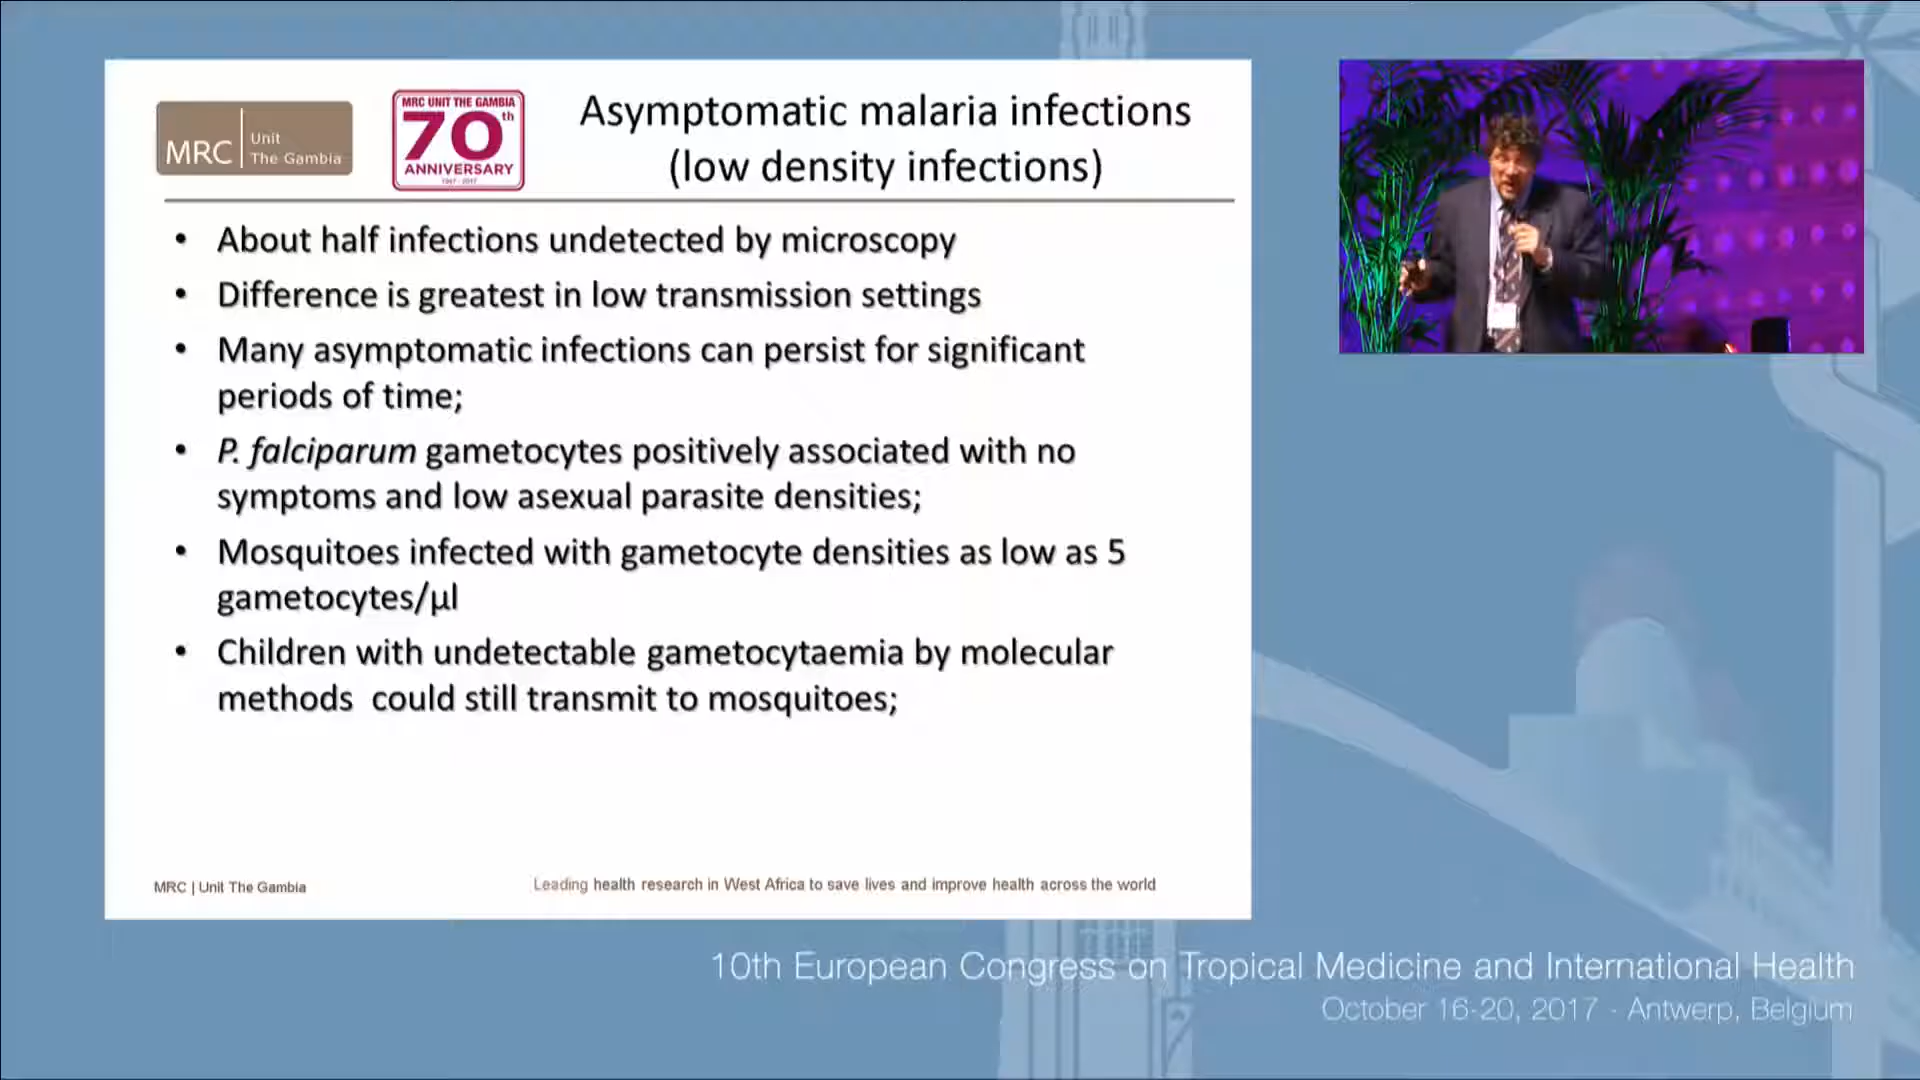 MRC
Unit
The Gambia
MRC UNIT THE GAMBIA
70th
ANNIVERSARY
1947 - 2017
Asymptomatic malaria infections
(low density infections)
• About half infections undetected by microscopy
• Difference is greatest in low transmission settings
• Many asymptomatic infections can persist for significant
periods of time;
• P. falciparum gametocytes positively associated with no
symptoms and low asexual parasite densities;
• Mosquitoes infected with gametocyte densities as low as 5
gametocytes/µl
• Children with undetectable gametocytaemia by molecular
methods  could still transmit to mosquitoes;
MRC | Unit The Gambia
Leading health research in West Africa to save lives and improve health across the world
10th European Congress on Tropical Medicine and International Health
October 16-20, 2017 - Antwerp, Belgium